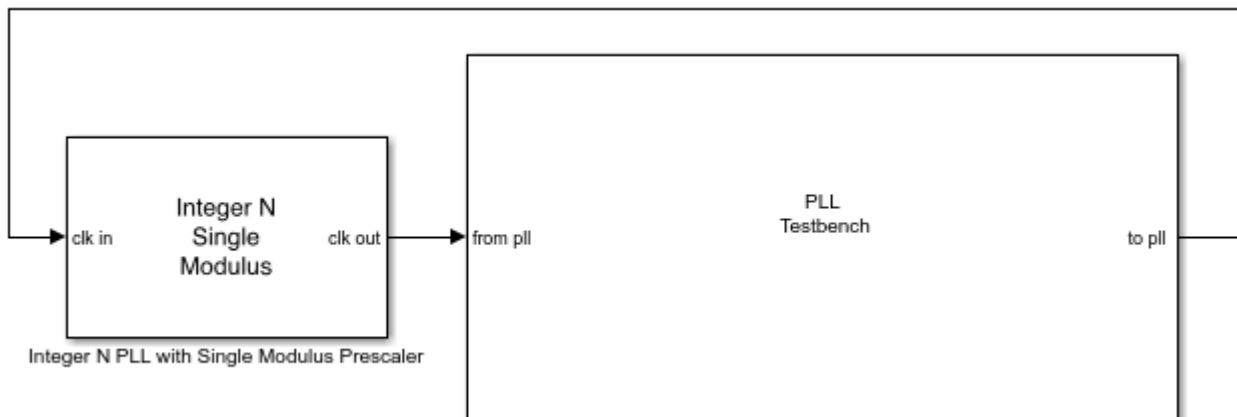 clk in
Integer N
Single
Modulus
clk out
Integer N PLL with Single Modulus Prescaler
from pll
PLL
Testbench
to pll